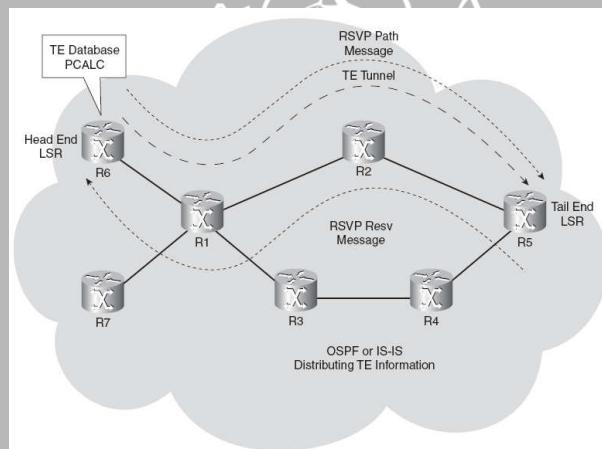 TE Database
PCALC
RSVP Path
Message
TE Tunnel
Head End
LSR
R6
R2
Tail End
LSR
R1
RSVP Resv
Message
R5
R7
R3
R4
OSPF or IS-IS
Distributing TE Information